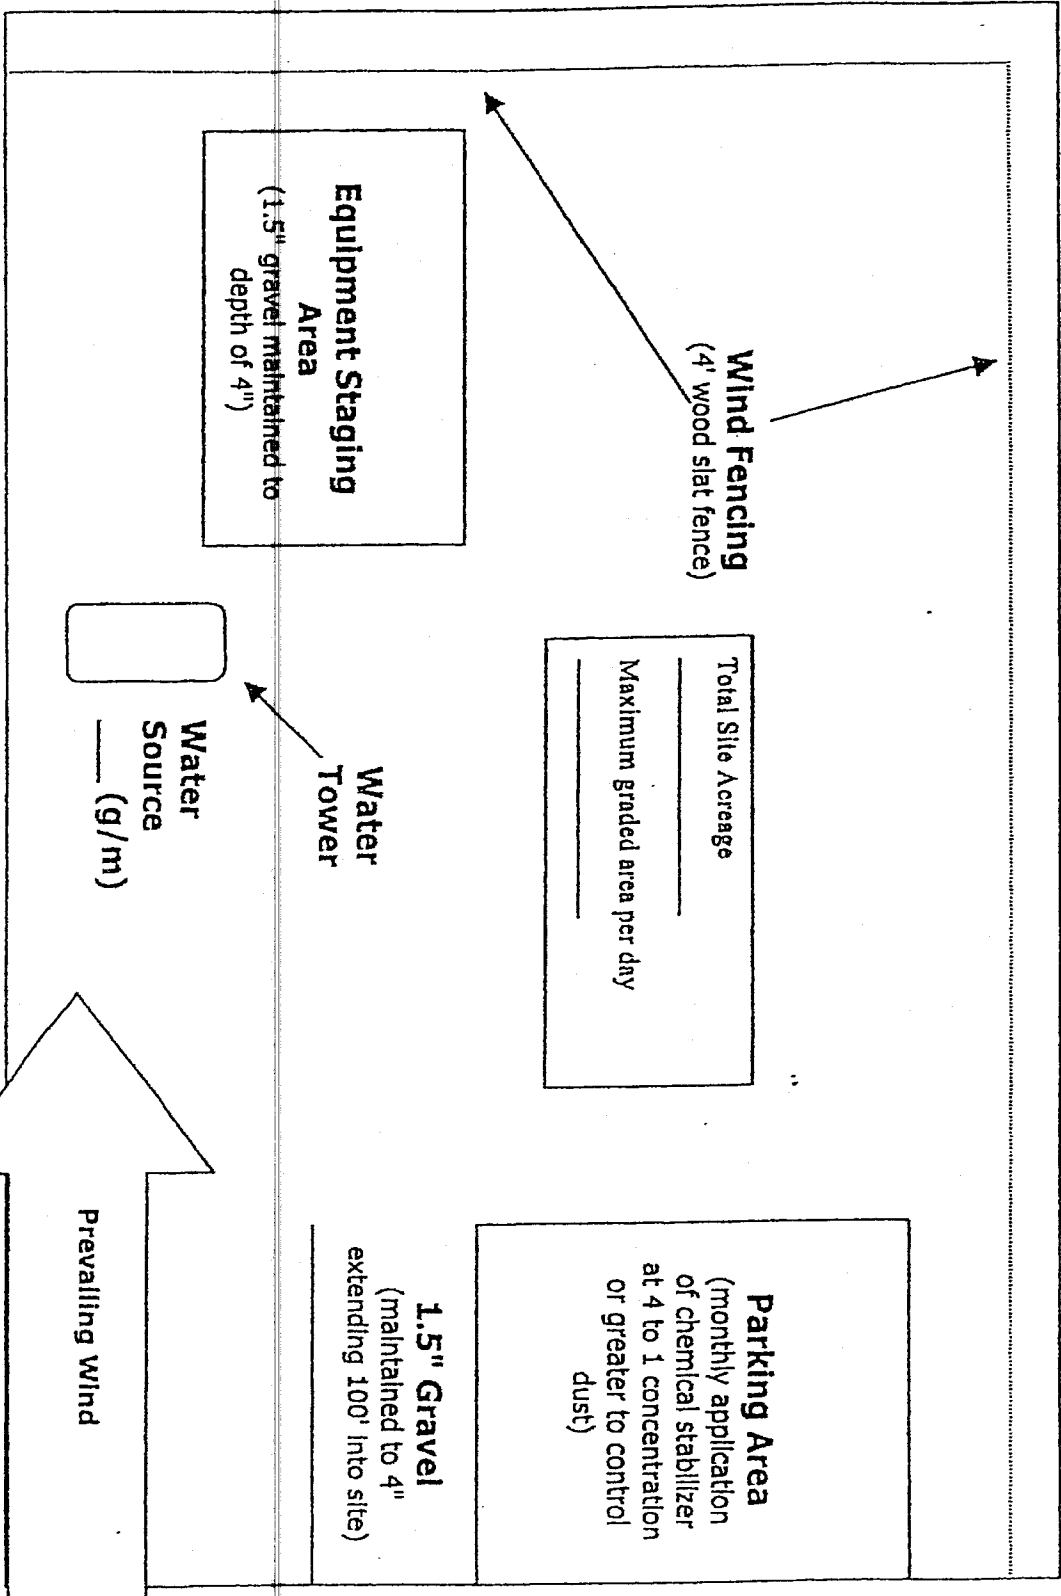 Wind Fencing
(4' wood slat fence)
Total Site Acreage
Maximum graded area per day
Parking Area
(monthly application
of chemical stabilizer
at 4 to 1 concentration
or greater to control
dust)
Equipment Staging
Area
(1.5" gravel maintained to
depth of 4")
Water
Tower
Water
Source
___ (g/m)
1.5" Gravel
(maintained to 4"
extending 100' into site)
Prevailing Wind